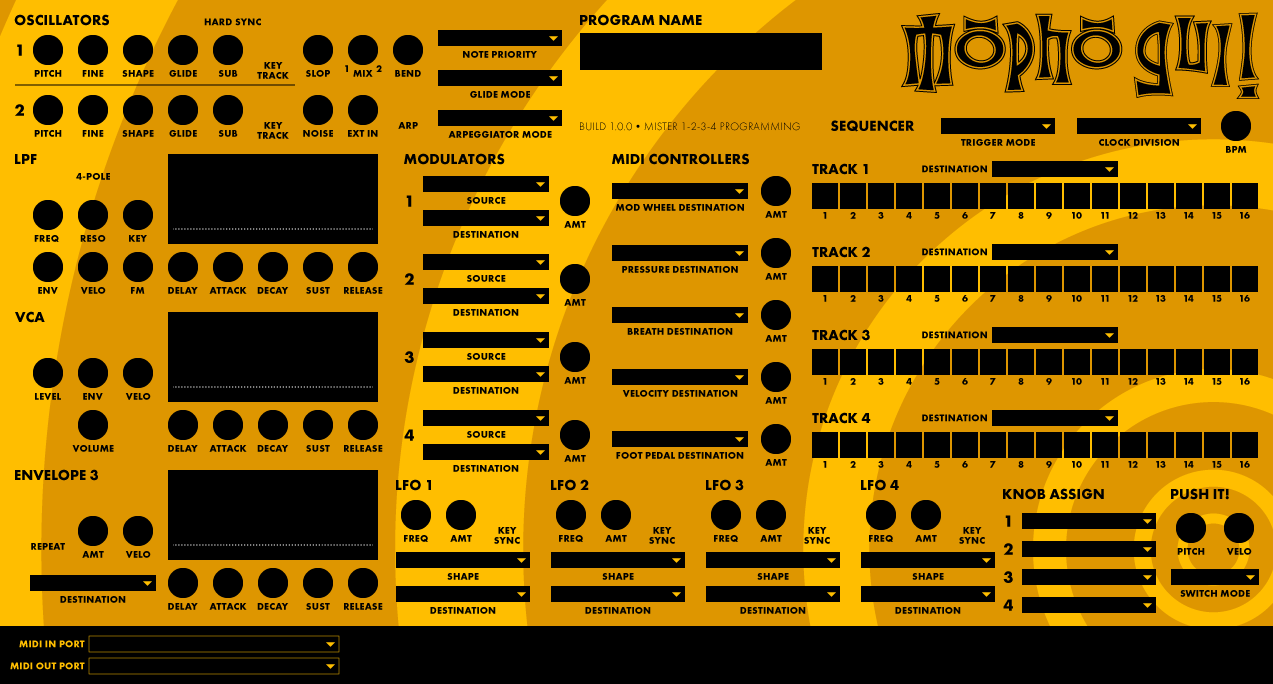 OSCILLATORS
HARD SYNC
PROGRAM NAME
mopho gui!
1
PITCH FINE SHAPE GLIDE SUB KEY TRACK SLOP 1 MIX 2 BEND
NOTE PRIORITY
GLIDE MODE
2
PITCH FINE SHAPE GLIDE SUB KEY TRACK NOISE EXT IN ARP
ARPEGGIATOR MODE
BUILD 1.0.0 • MISTER 1-2-3-4 PROGRAMMING
SEQUENCER
TRIGGER MODE
CLOCK DIVISION
BPM
LPF
4-POLE
FREQ RESO KEY
ENV VELO FM DELAY ATTACK DECAY SUST RELEASE
VCA
LEVEL ENV VELO
VOLUME DELAY ATTACK DECAY SUST RELEASE
ENVELOPE 3
REPEAT AMT VELO
DESTINATION
DELAY ATTACK DECAY SUST RELEASE
MODULATORS
1
SOURCE
DESTINATION
AMT
2
SOURCE
DESTINATION
AMT
3
SOURCE
DESTINATION
AMT
4
SOURCE
DESTINATION
AMT
MIDI CONTROLLERS
MOD WHEEL DESTINATION
AMT
PRESSURE DESTINATION
AMT
BREATH DESTINATION
AMT
VELOCITY DESTINATION
AMT
FOOT PEDAL DESTINATION
AMT
TRACK 1
DESTINATION
1 2 3 4 5 6 7 8 9 10 11 12 13 14 15 16
TRACK 2
DESTINATION
1 2 3 4 5 6 7 8 9 10 11 12 13 14 15 16
TRACK 3
DESTINATION
1 2 3 4 5 6 7 8 9 10 11 12 13 14 15 16
TRACK 4
DESTINATION
1 2 3 4 5 6 7 8 9 10 11 12 13 14 15 16
LFO 1
FREQ AMT KEY SYNC
SHAPE
DESTINATION
LFO 2
FREQ AMT KEY SYNC
SHAPE
DESTINATION
LFO 3
FREQ AMT KEY SYNC
SHAPE
DESTINATION
LFO 4
FREQ AMT KEY SYNC
SHAPE
DESTINATION
KNOB ASSIGN
1
2
3
4
PUSH IT!
PITCH VELO
SWITCH MODE
MIDI IN PORT
MIDI OUT PORT